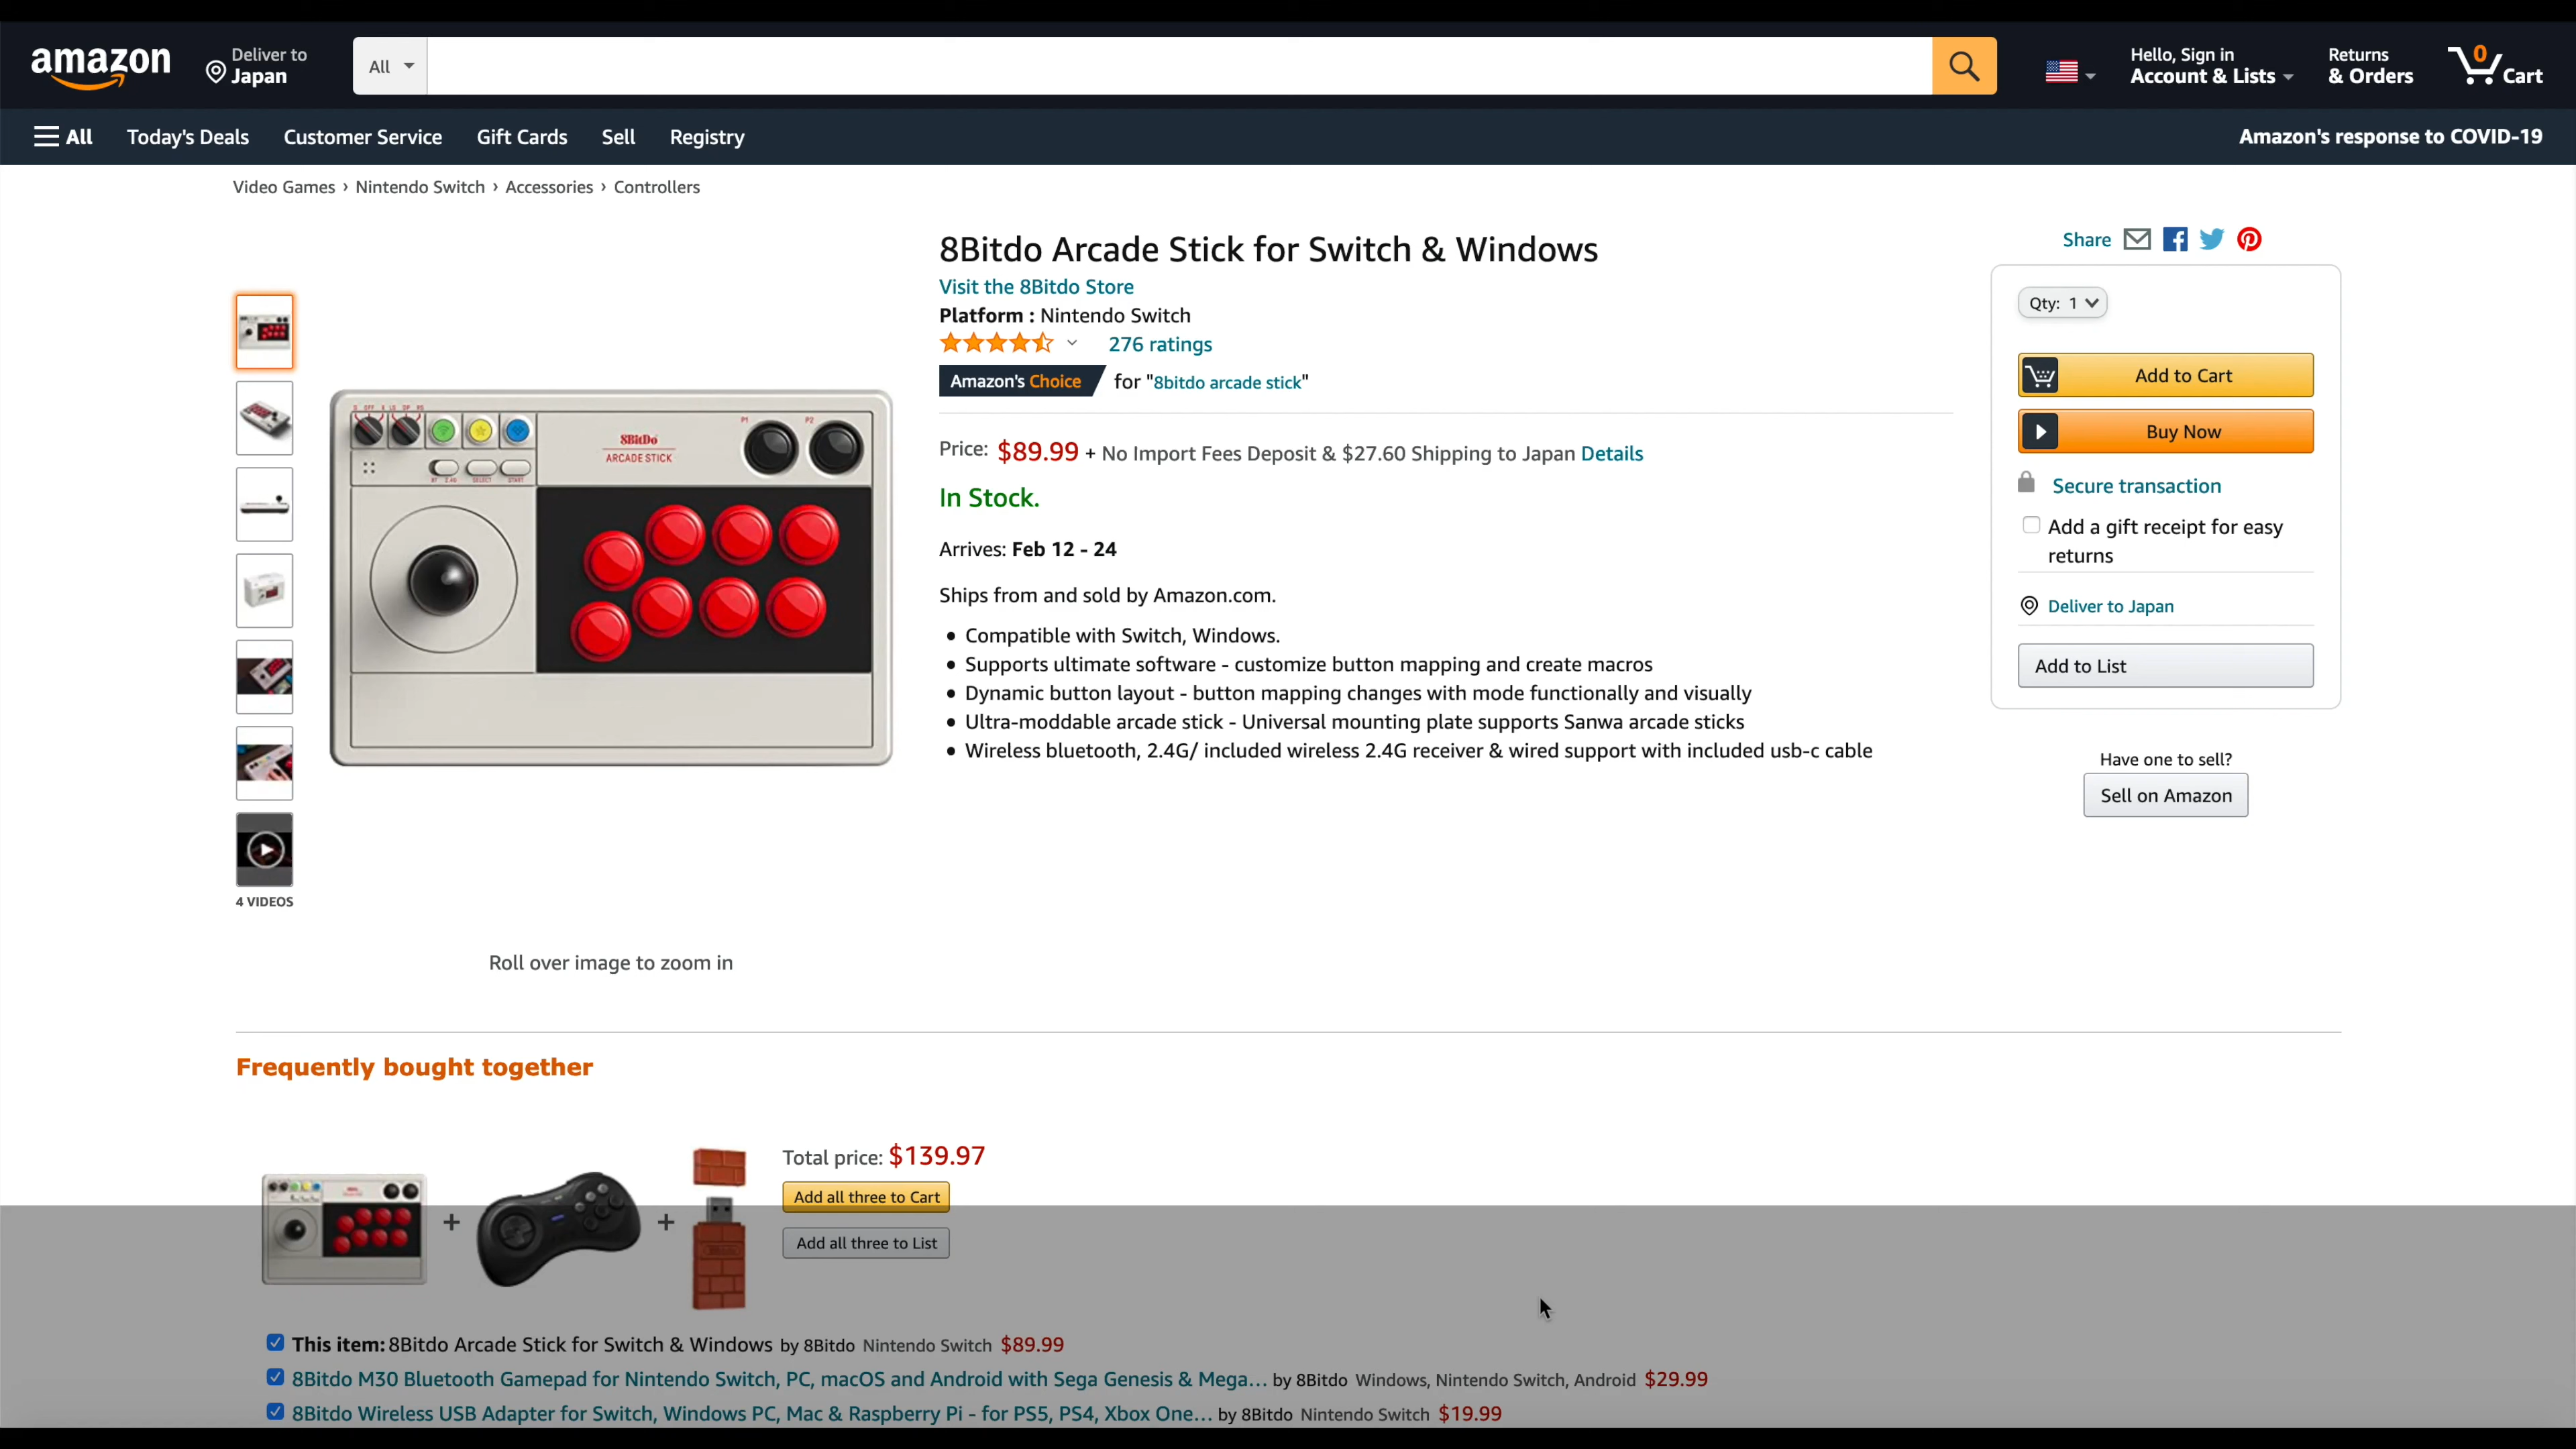 amazon
Deliver to
Japan
All
Hello, Sign in
Account & Lists
Returns
& Orders
0
Cart
All
Today's Deals
Customer Service
Gift Cards
Sell
Registry
Amazon's response to COVID-19
Video Games › Nintendo Switch › Accessories › Controllers
8Bitdo Arcade Stick for Switch & Windows
Visit the 8Bitdo Store
Platform : Nintendo Switch
276 ratings
Amazon's Choice for "8bitdo arcade stick"
Price: $89.99 + No Import Fees Deposit & $27.60 Shipping to Japan Details
In Stock.
Arrives: Feb 12 - 24
Ships from and sold by Amazon.com.
• Compatible with Switch, Windows.
• Supports ultimate software - customize button mapping and create macros
• Dynamic button layout - button mapping changes with mode functionally and visually
• Ultra-moddable arcade stick - Universal mounting plate supports Sanwa arcade sticks
• Wireless bluetooth, 2.4G/ included wireless 2.4G receiver & wired support with included usb-c cable
Share
Qty: 1
Add to Cart
Buy Now
Secure transaction
Add a gift receipt for easy
returns
Deliver to Japan
Add to List
Have one to sell?
Sell on Amazon
S OFF X LS DP RS
8BitDo
ARCADE STICK
P1
P2
BT 2.4G
SELECT
START
4 VIDEOS
Roll over image to zoom in
Frequently bought together
+
+
Total price: $139.97
Add all three to Cart
Add all three to List
This item: 8Bitdo Arcade Stick for Switch & Windows by 8Bitdo Nintendo Switch $89.99
8Bitdo M30 Bluetooth Gamepad for Nintendo Switch, PC, macOS and Android with Sega Genesis & Mega... by 8Bitdo Windows, Nintendo Switch, Android $29.99
8Bitdo Wireless USB Adapter for Switch, Windows PC, Mac & Raspberry Pi - for PS5, PS4, Xbox One... by 8Bitdo Nintendo Switch $19.99